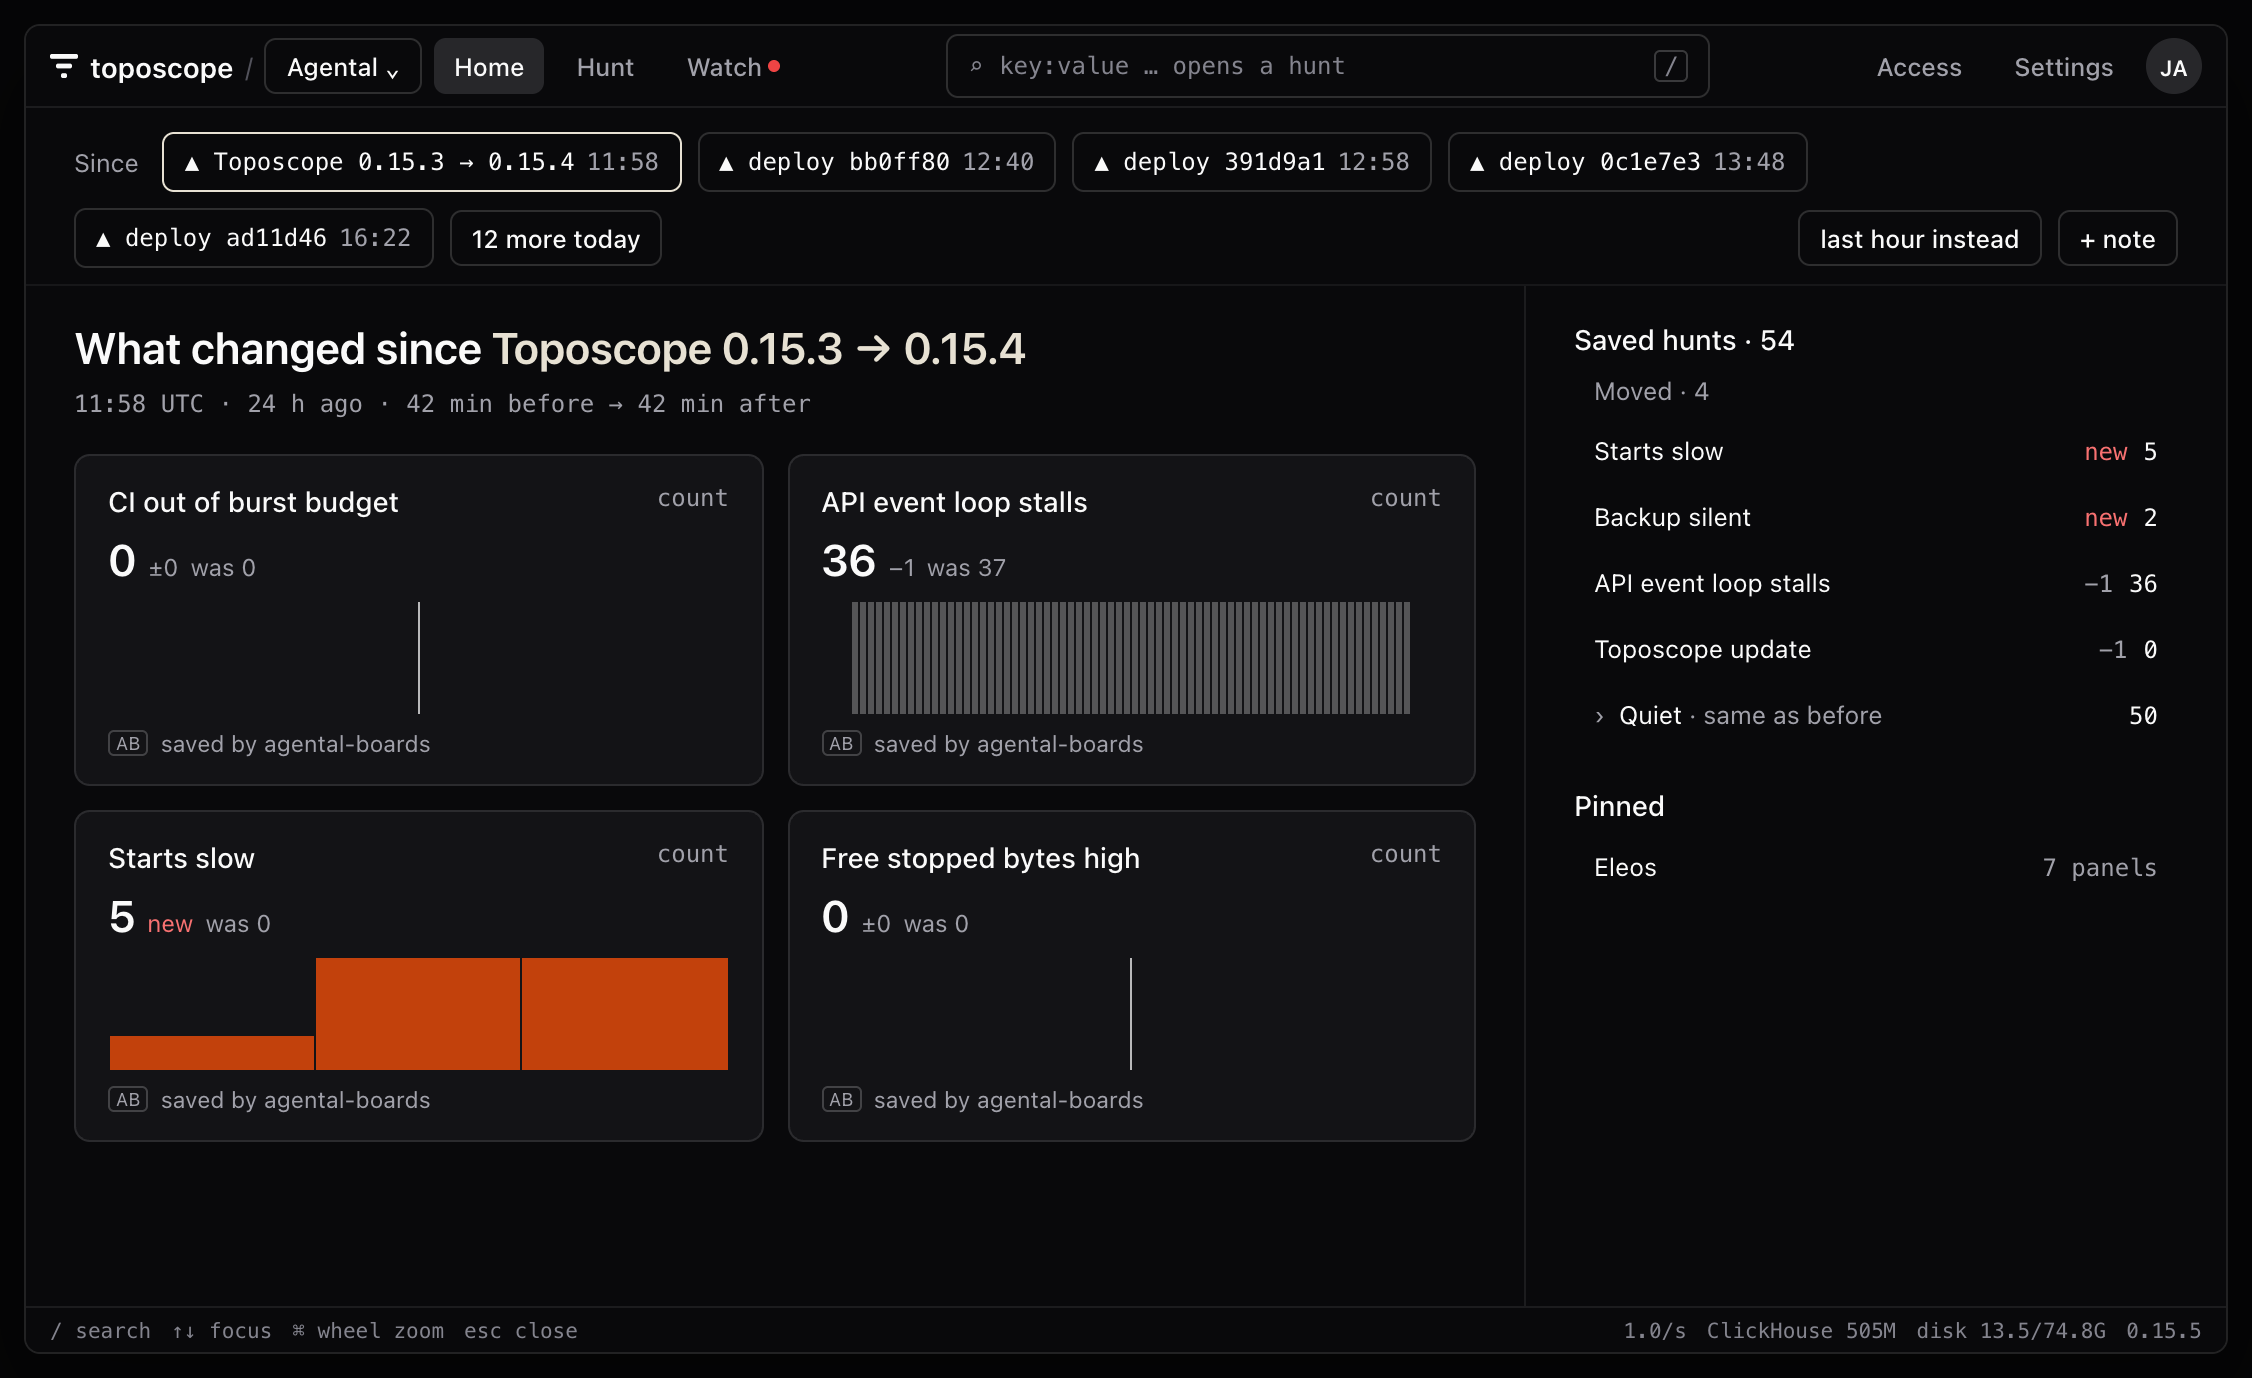 toposcope / Agental Home Hunt Watch key:value … opens a hunt / Access Settings JA
Since ▲ Toposcope 0.15.3 → 0.15.4 11:58 ▲ deploy bb0ff80 12:40 ▲ deploy 391d9a1 12:58 ▲ deploy 0c1e7e3 13:48
▲ deploy ad11d46 16:22 12 more today last hour instead + note
What changed since Toposcope 0.15.3 → 0.15.4
11:58 UTC · 24 h ago · 42 min before → 42 min after
CI out of burst budget count
0 ±0 was 0
AB saved by agental-boards
API event loop stalls count
36 −1 was 37
AB saved by agental-boards
Starts slow count
5 new was 0
AB saved by agental-boards
Free stopped bytes high count
0 ±0 was 0
AB saved by agental-boards
Saved hunts · 54
Moved · 4
Starts slow new 5
Backup silent new 2
API event loop stalls −1 36
Toposcope update −1 0
› Quiet · same as before 50
Pinned
Eleos 7 panels
/ search ↑↓ focus ⌘ wheel zoom esc close 1.0/s ClickHouse 505M disk 13.5/74.8G 0.15.5